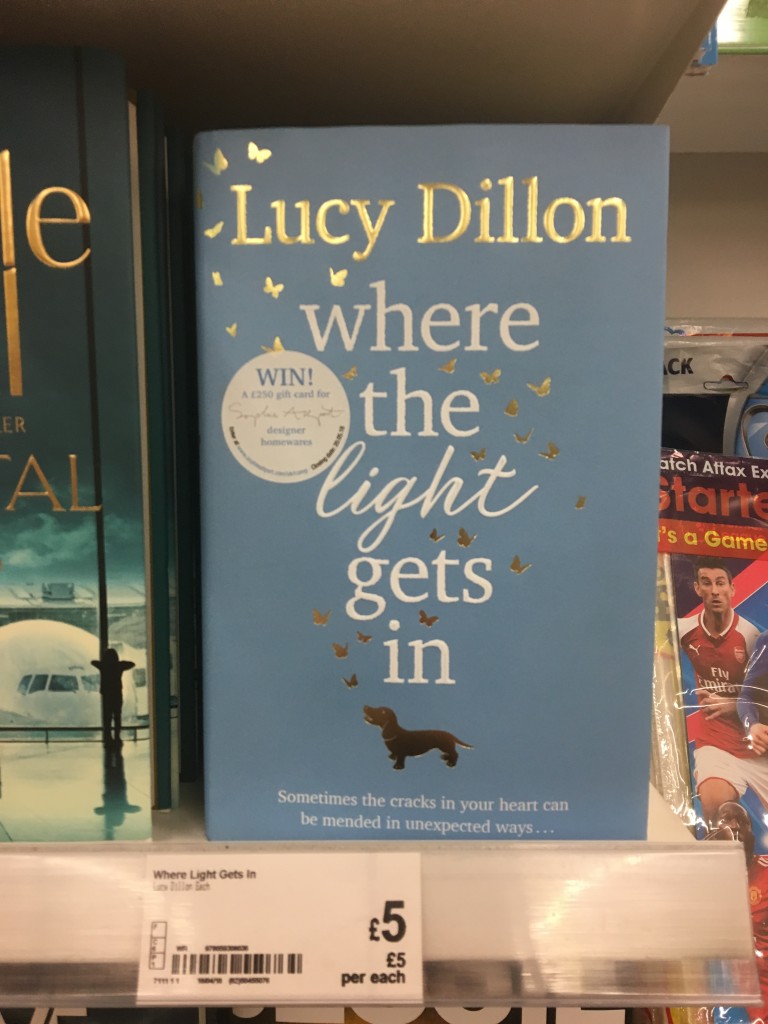 Lucy Dillon
where
the
light
gets
in
WIN!
A £250 gift card for
designer
homewares
Sometimes the cracks in your heart can
be mended in unexpected ways...
le
LER
TAL
ACK
atch Attax Ex
Starte
's a Game
Fly
Emirates
Where Light Gets In
Lucy Dillon Each
£5
£5
per each